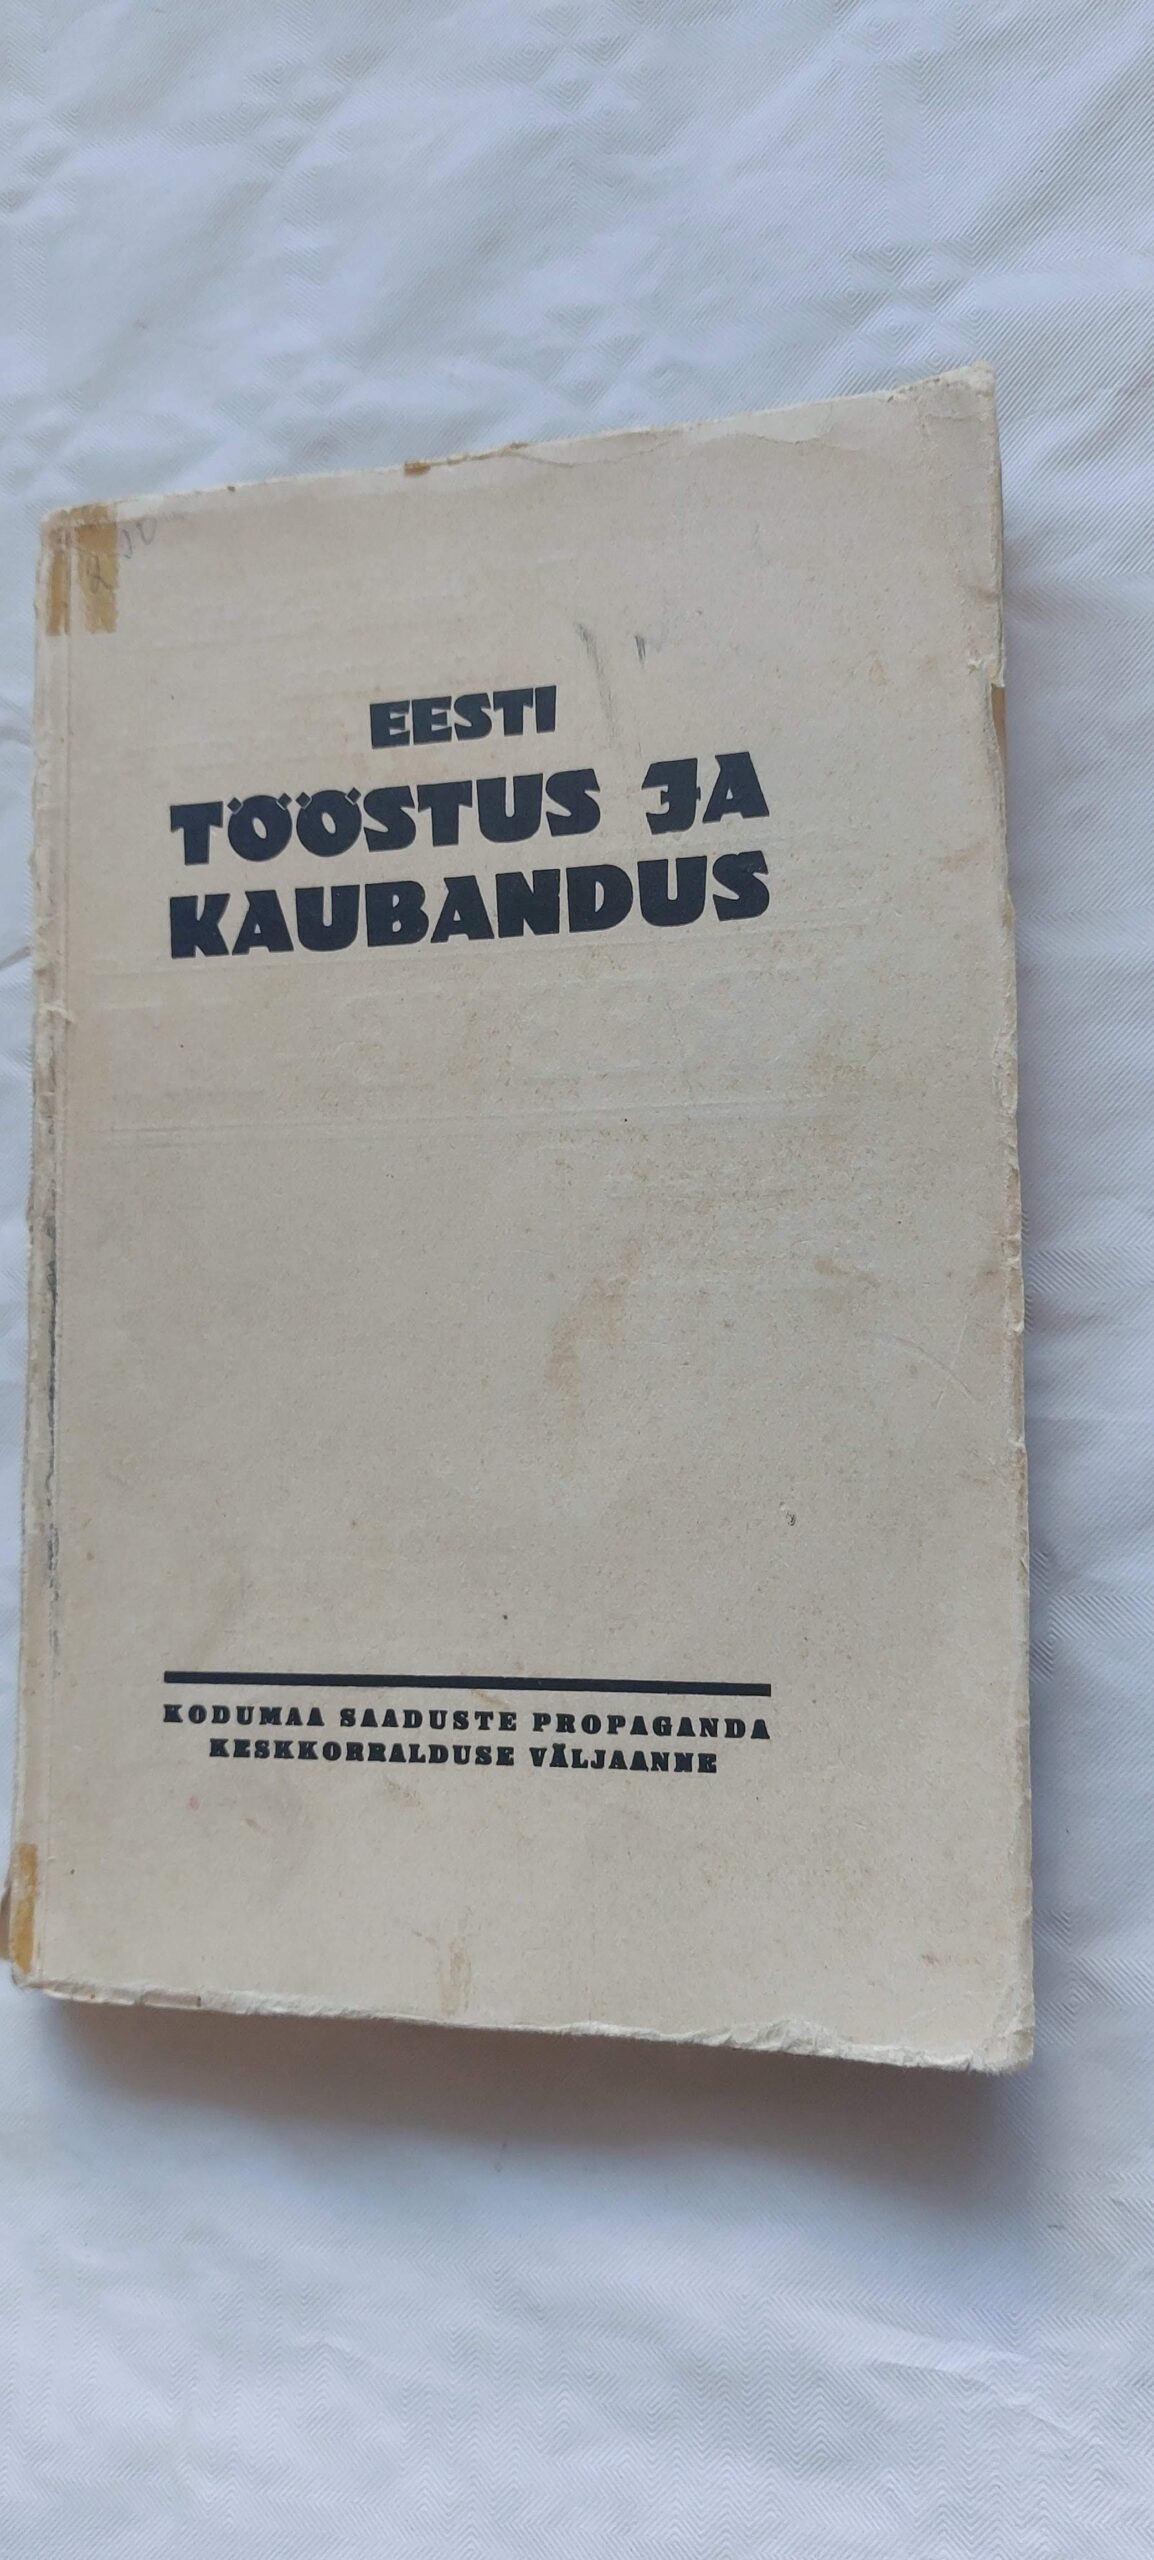 EESTI
TÖÖSTUS JA
KAUBANDUS
KODUMAA SAADUSTE PROPAGANDA
KESKKORRALDUSE VÄLJAANNE